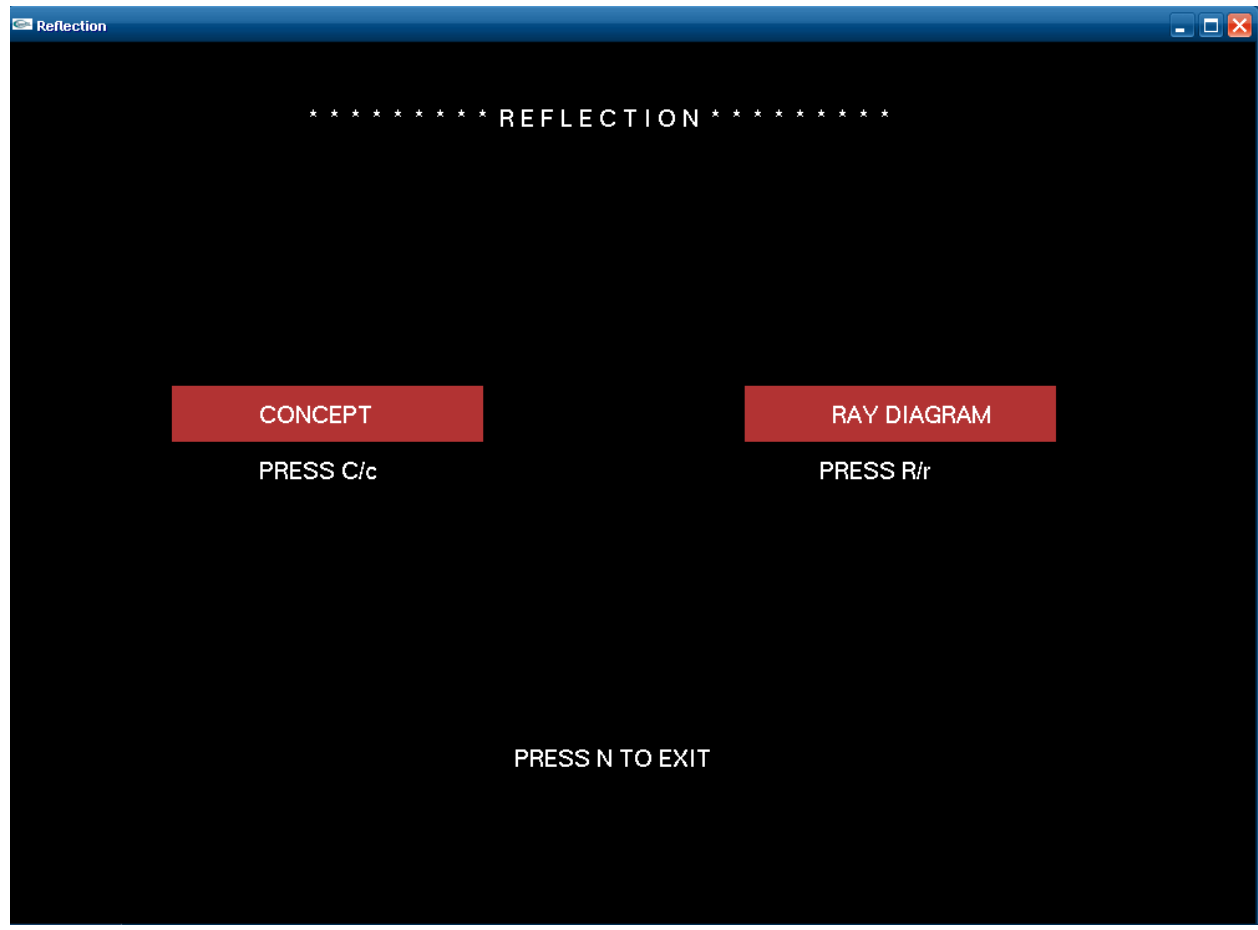 Reflection
* * * * * * * * * R E F L E C T I O N * * * * * * * * *
CONCEPT
RAY DIAGRAM
PRESS C/c
PRESS R/r
PRESS N TO EXIT